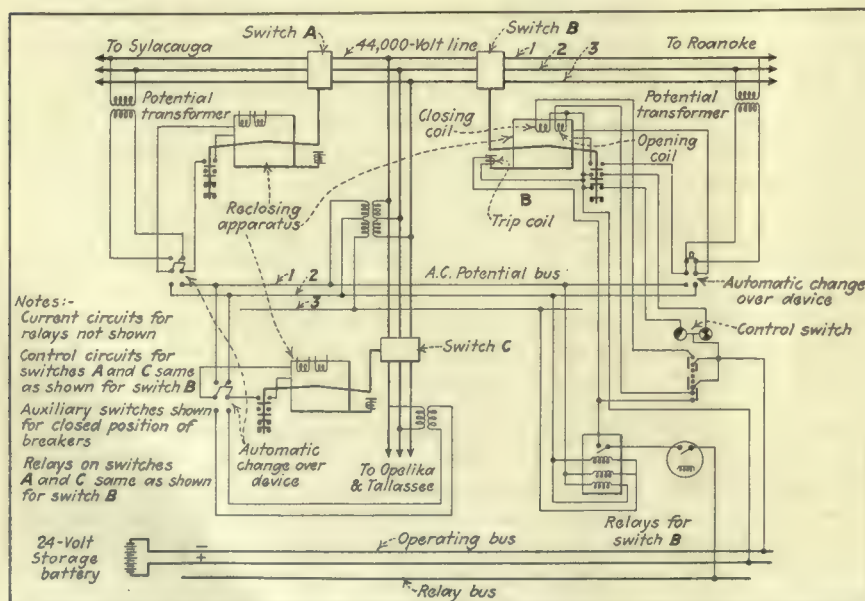 Switch A
44,000-Volt line
Switch B
1
2
3
To Sylacauga
To Roanoke
Potential
transformer
Closing
coil
Potential
transformer
Opening
coil
B
Trip coil
Reclosing
apparatus
1
2
3
A.C. Potential bus
Automatic change
over device
Control switch
Notes:-
Current circuits for
relays not shown
Control circuits for
switches A and C same
as shown for switch B
Auxiliary switches shown
for closed position of
breakers
Relays on switches
A and C same as shown
for switch B
Switch C
Automatic
change over
device
To Opelika
& Tallassee
Relays for
switch B
24-Volt
Storage
battery
−
+
Operating bus
Relay bus